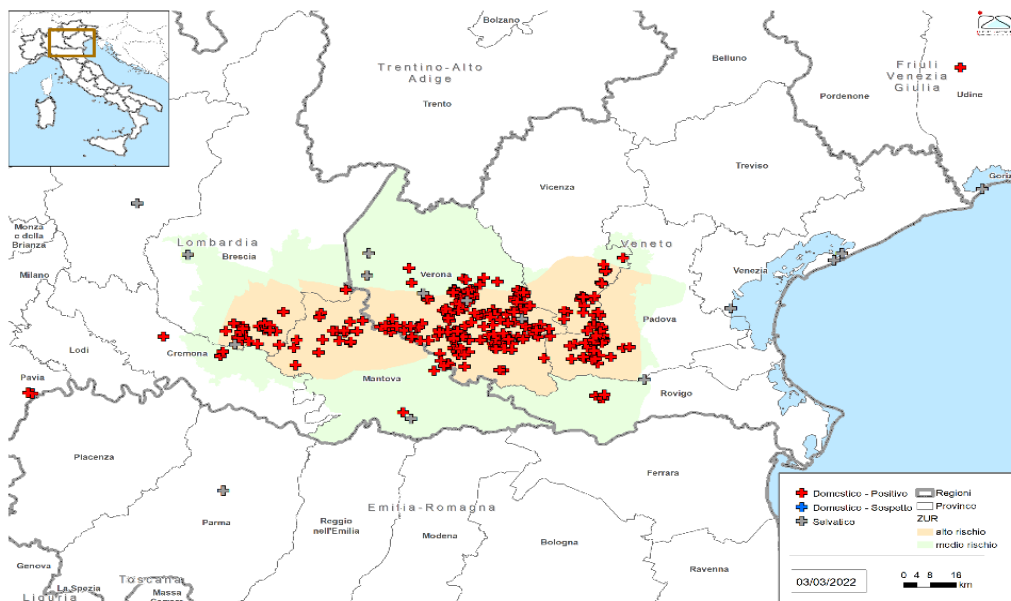 Bolzano
Belluno
Trentino-Alto
Adige
Trento
Friuli
Venezia
Giulia
Pordenone
Udine
Treviso
Vicenza
Monza
e della
Brianza
Lombardia
Brescia
Verona
Veneto
Venezia
Milano
Padova
Lodi
Cremona
Pavia
Mantova
Rovigo
Piacenza
Ferrara
Parma
Emilia-Romagna
Reggio
nell'Emilia
Modena
Bologna
Ravenna
Genova
Toscana
La Spezia
Massa
Liguria
Domestico - Positivo
Domestico - Sospetto
Selvatico
Regioni
Province
ZUR
alto rischio
medio rischio
03/03/2022
0 4 8 16
km